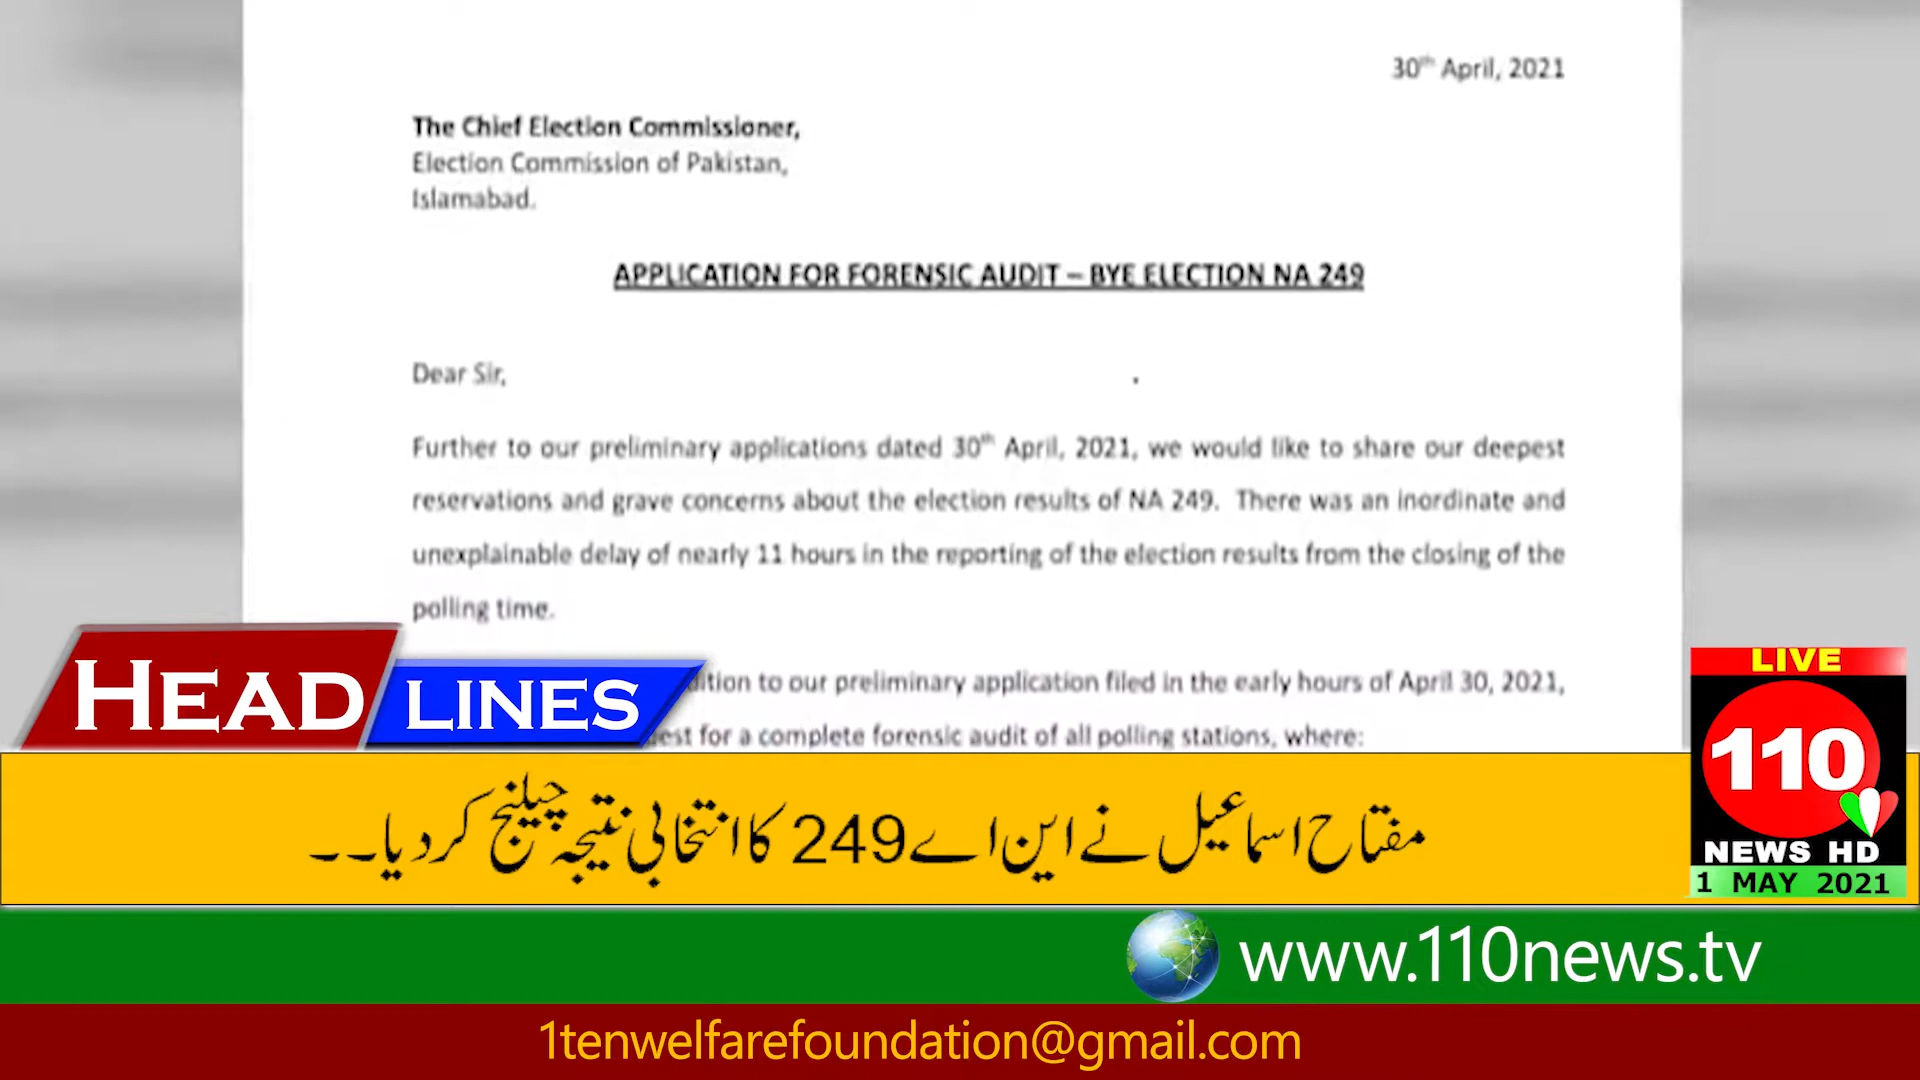 30th April, 2021
The Chief Election Commissioner,
Election Commission of Pakistan,
Islamabad.
APPLICATION FOR FORENSIC AUDIT – BYE ELECTION NA 249
Dear Sir,
Further to our preliminary applications dated 30th April, 2021, we would like to share our deepest
reservations and grave concerns about the election results of NA 249. There was an inordinate and
unexplainable delay of nearly 11 hours in the reporting of the election results from the closing of the
polling time.
to our preliminary application filed in the early hours of April 30, 2021,
for a complete forensic audit of all polling stations, where:
HEAD LINES
مفتاح اسماعیل نے این اے 249 کا انتخابی نتیجہ چیلنج کر دیا۔۔
LIVE
110
NEWS HD
1 MAY 2021
www.110news.tv
1tenwelfarefoundation@gmail.com